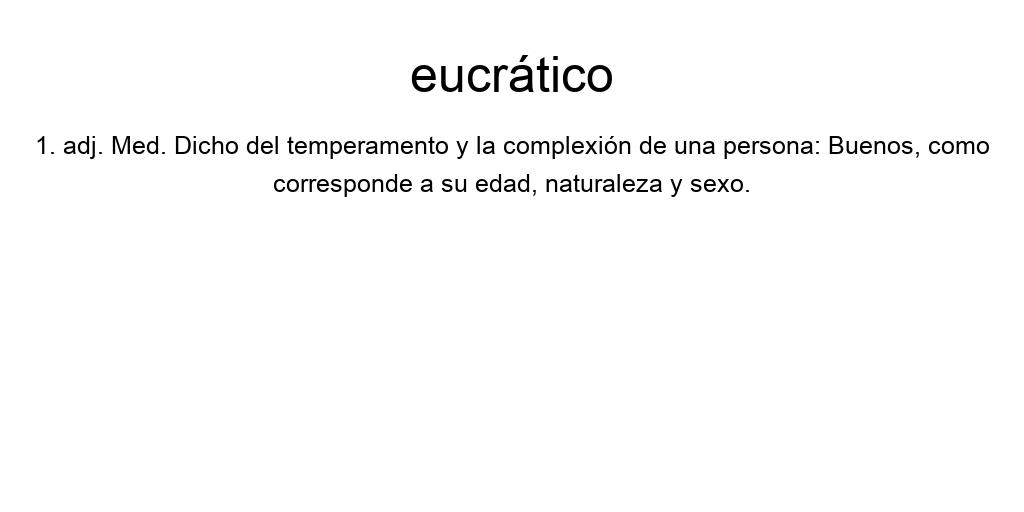 eucrático
1. adj. Med. Dicho del temperamento y la complexión de una persona: Buenos, como
corresponde a su edad, naturaleza y sexo.